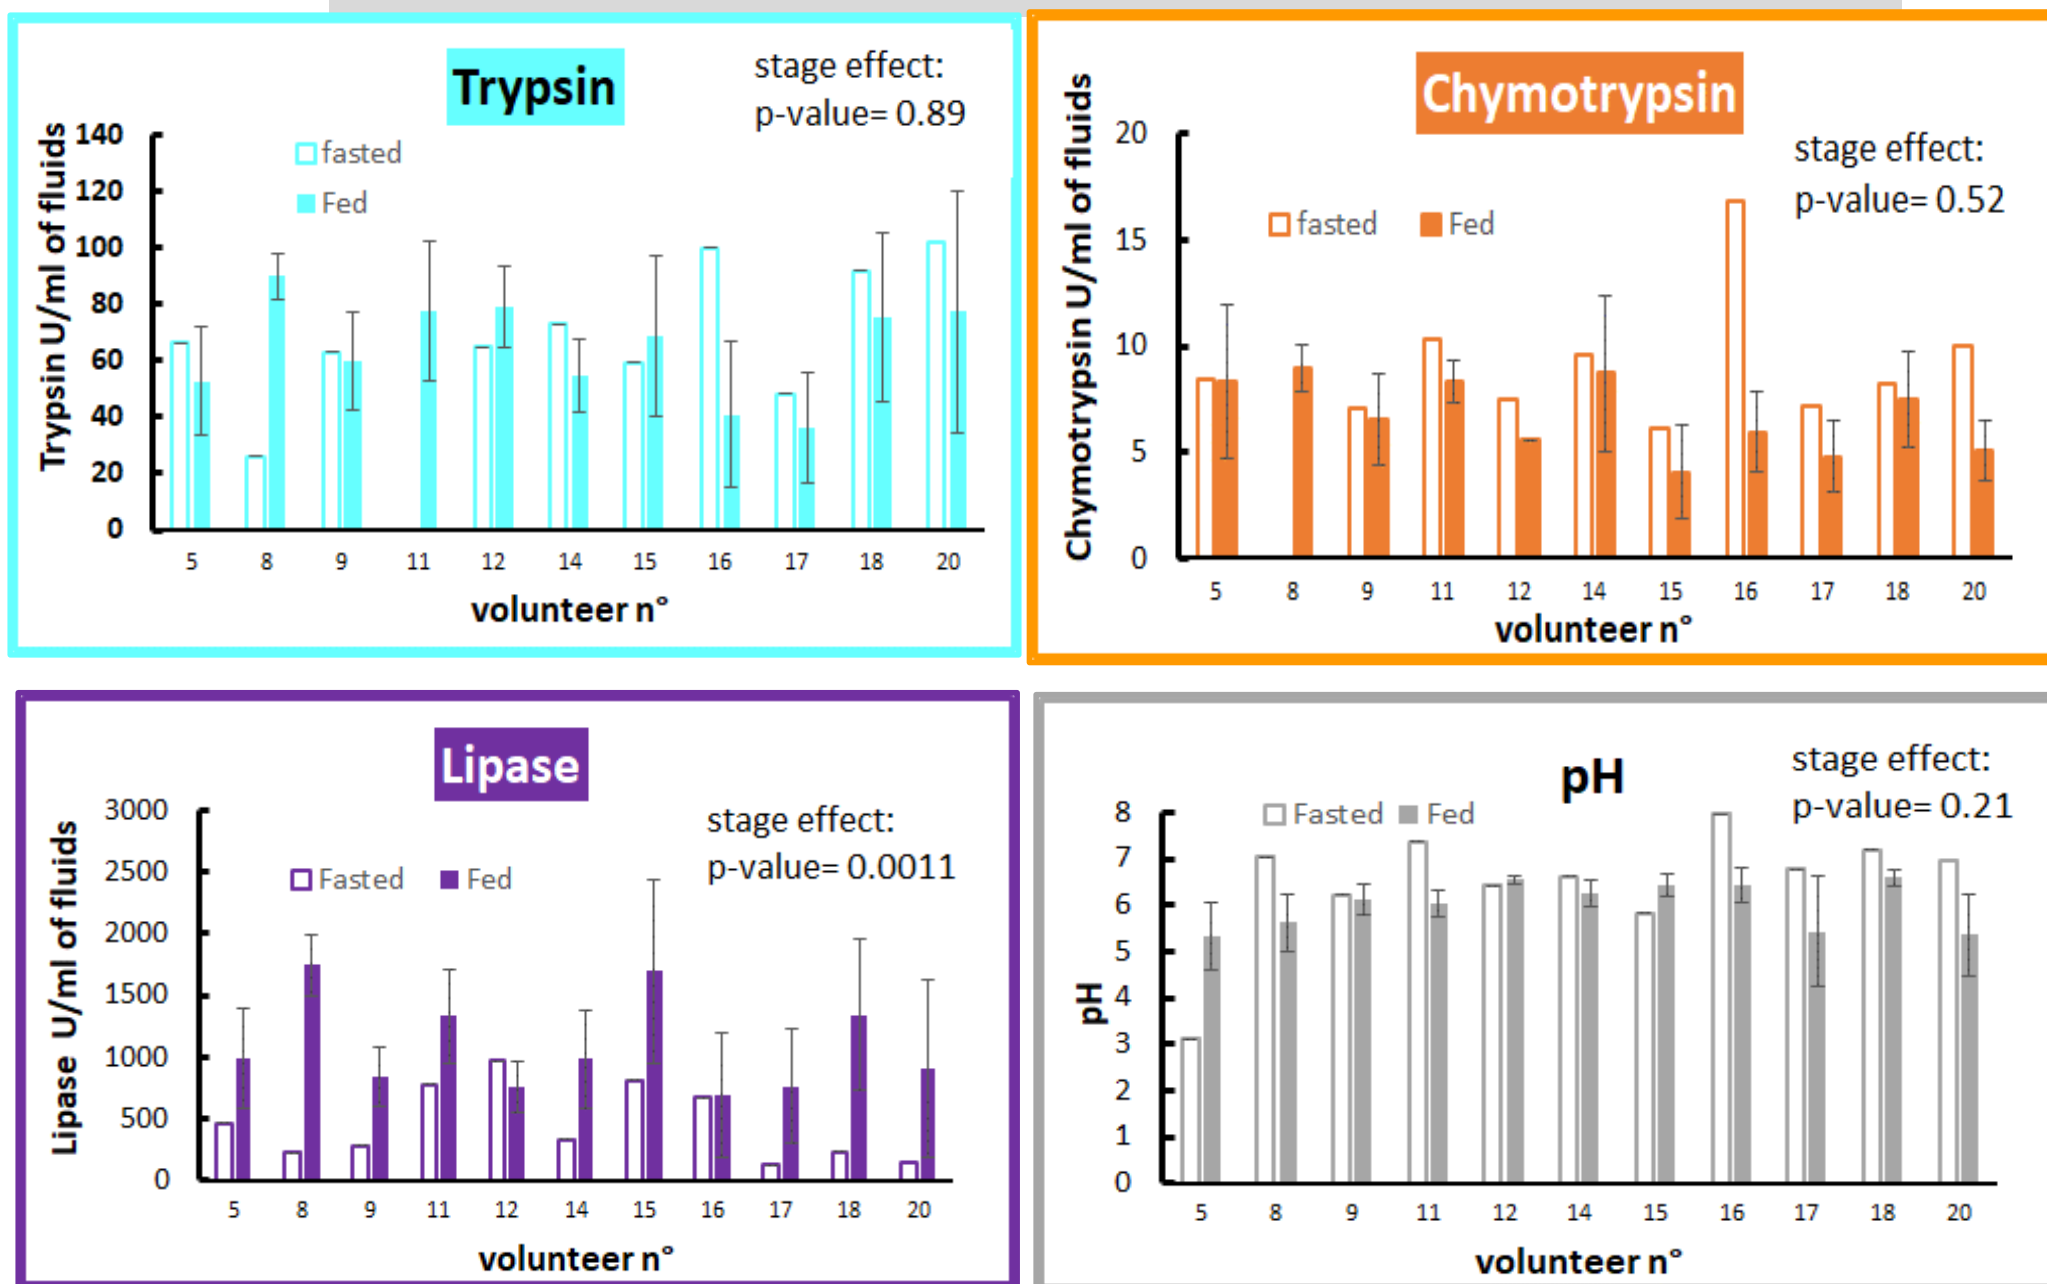 Trypsin
stage effect:
p-value= 0.89
Trypsin U/ml of fluids
140
120
100
80
60
40
20
0
fasted
Fed
5 8 9 11 12 14 15 16 17 18 20
volunteer n°
Chymotrypsin
stage effect:
p-value= 0.52
Chymotrypsin U/ml of fluids
20
15
10
5
0
fasted Fed
5 8 9 11 12 14 15 16 17 18 20
volunteer n°
Lipase
stage effect:
p-value= 0.0011
Lipase U/ml of fluids
3000
2500
2000
1500
1000
500
0
Fasted Fed
5 8 9 11 12 14 15 16 17 18 20
volunteer n°
pH
stage effect:
p-value= 0.21
pH
8
7
6
5
4
3
2
1
0
Fasted Fed
5 8 9 11 12 14 15 16 17 18 20
volunteer n°